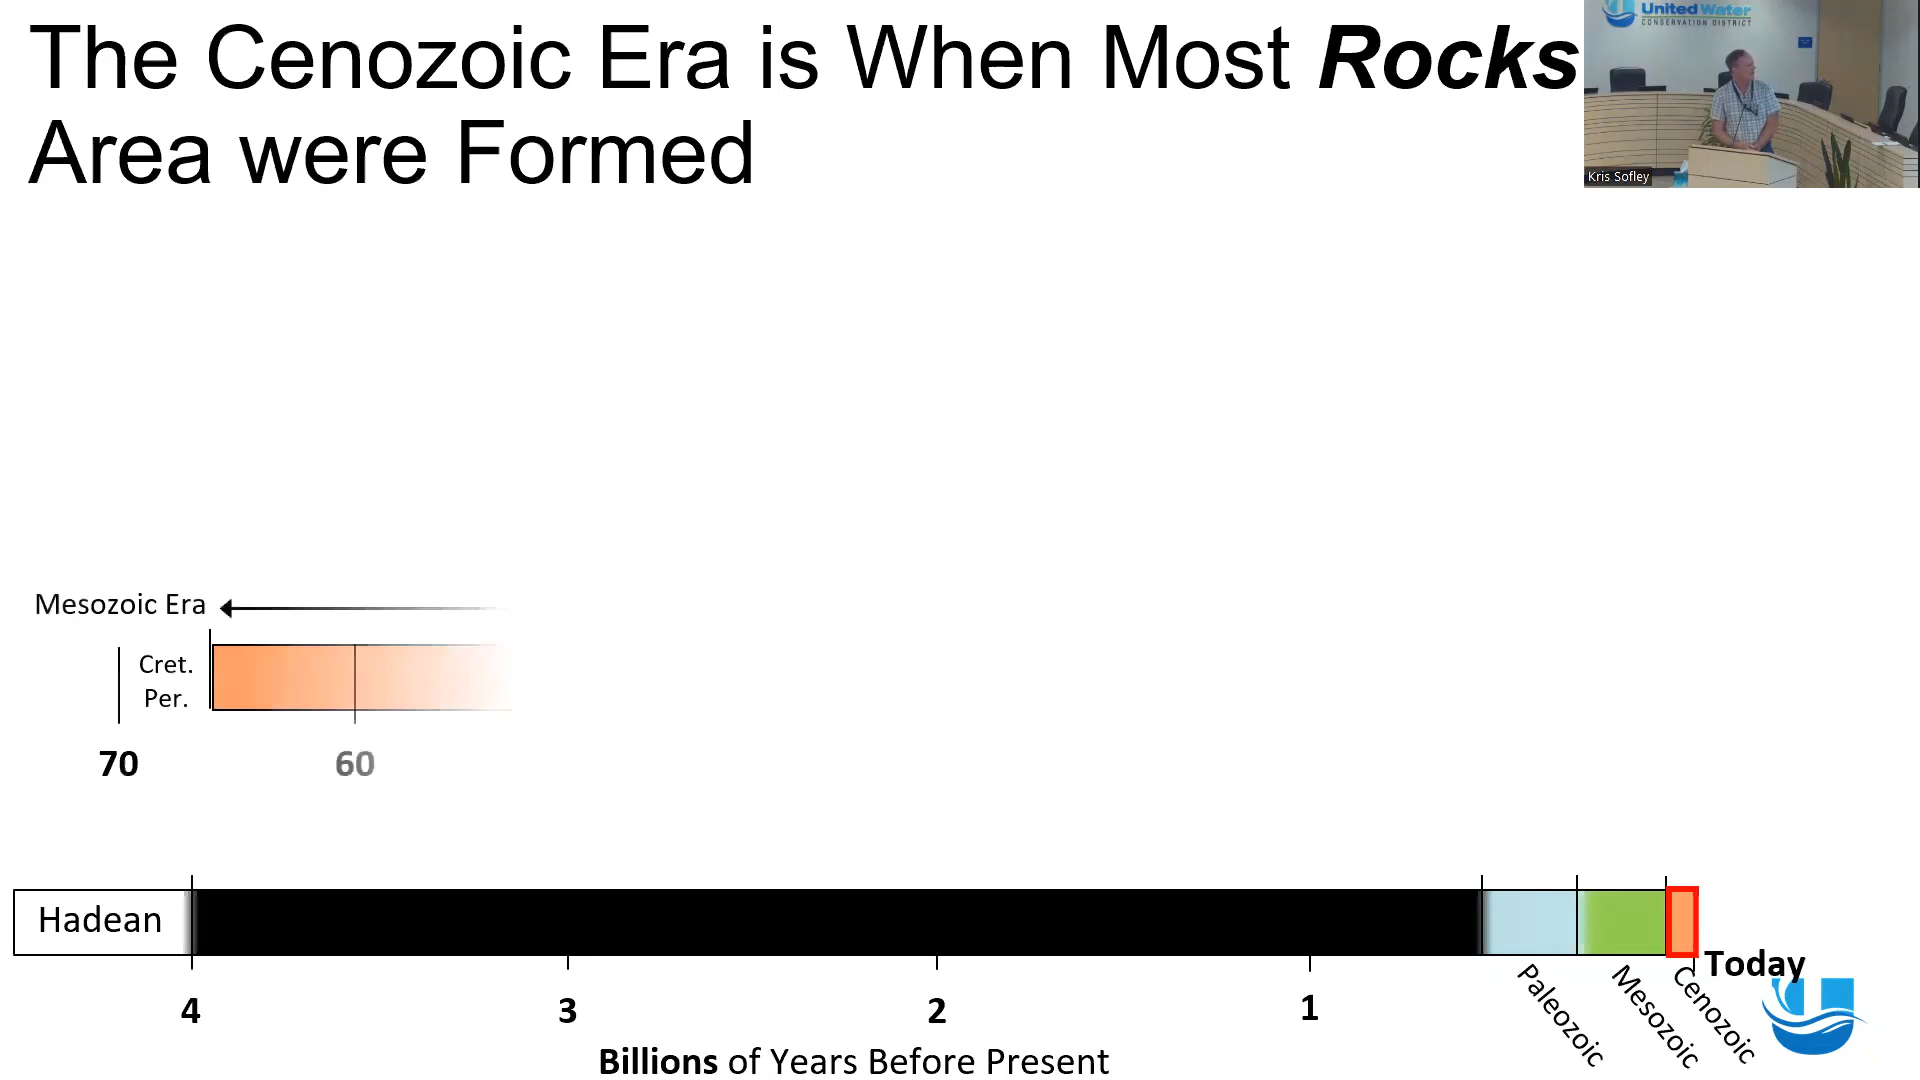 The Cenozoic Era is When Most Rocks
Area were Formed
United Water
CONSERVATION DISTRICT
Kris Sofley
Mesozoic Era
Cret.
Per.
70
60
Hadean
Today
4
3
2
1
Paleozoic
Mesozoic
Cenozoic
Billions of Years Before Present